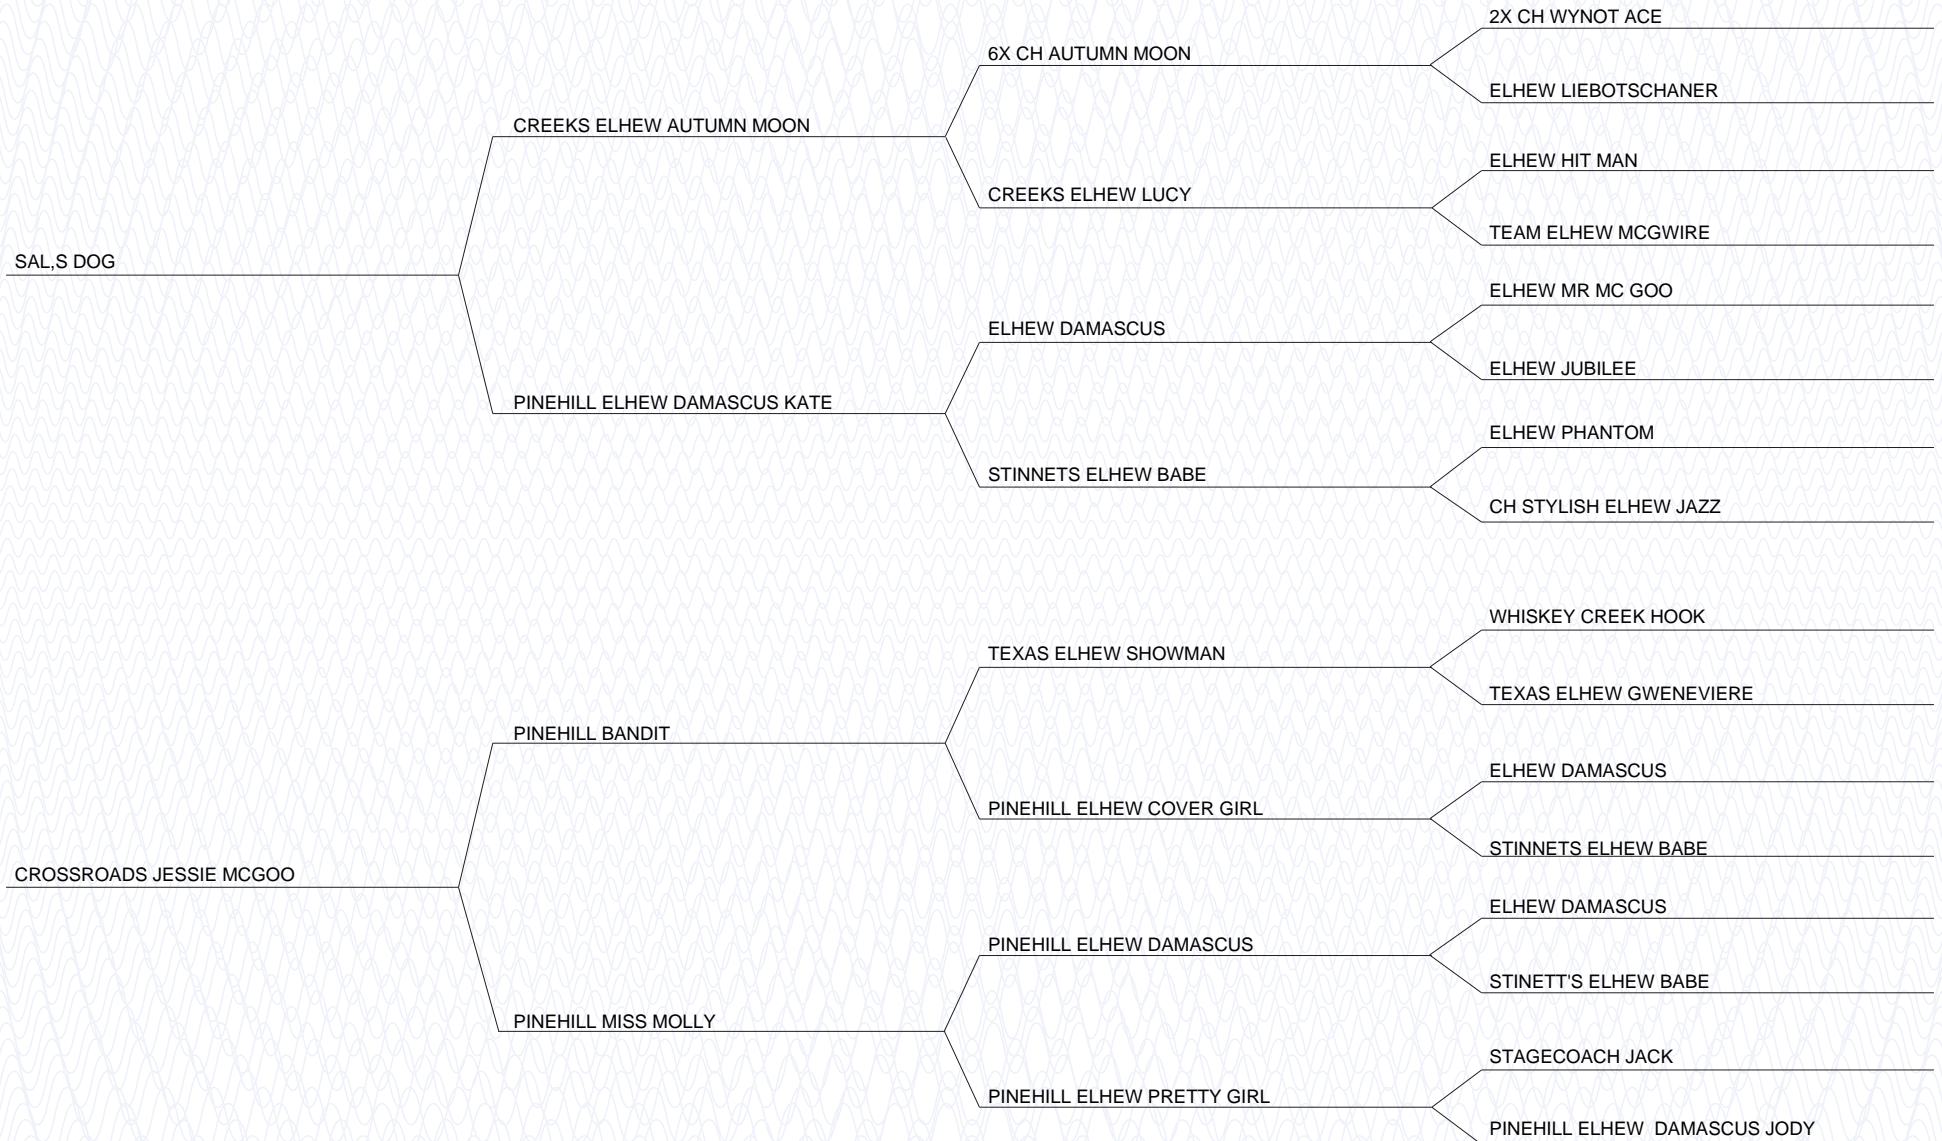 2X CH WYNOT ACE
6X CH AUTUMN MOON
ELHEW LIEBOTSCHANER
CREEKS ELHEW AUTUMN MOON
ELHEW HIT MAN
CREEKS ELHEW LUCY
TEAM ELHEW MCGWIRE
SAL,S DOG
ELHEW MR MC GOO
ELHEW DAMASCUS
ELHEW JUBILEE
PINEHILL ELHEW DAMASCUS KATE
ELHEW PHANTOM
STINNETS ELHEW BABE
CH STYLISH ELHEW JAZZ
WHISKEY CREEK HOOK
TEXAS ELHEW SHOWMAN
TEXAS ELHEW GWENEVIERE
PINEHILL BANDIT
ELHEW DAMASCUS
PINEHILL ELHEW COVER GIRL
STINNETS ELHEW BABE
CROSSROADS JESSIE MCGOO
ELHEW DAMASCUS
PINEHILL ELHEW DAMASCUS
STINETT'S ELHEW BABE
PINEHILL MISS MOLLY
STAGECOACH JACK
PINEHILL ELHEW PRETTY GIRL
PINEHILL ELHEW  DAMASCUS JODY